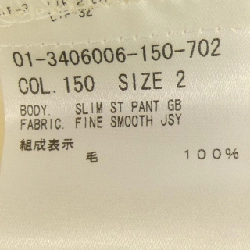 01-3406006-150-702
COL. 150 SIZE 2
BODY. SLIM ST PANT GB
FABRIC. FINE SMOOTH JSY
組成表示
毛 100%